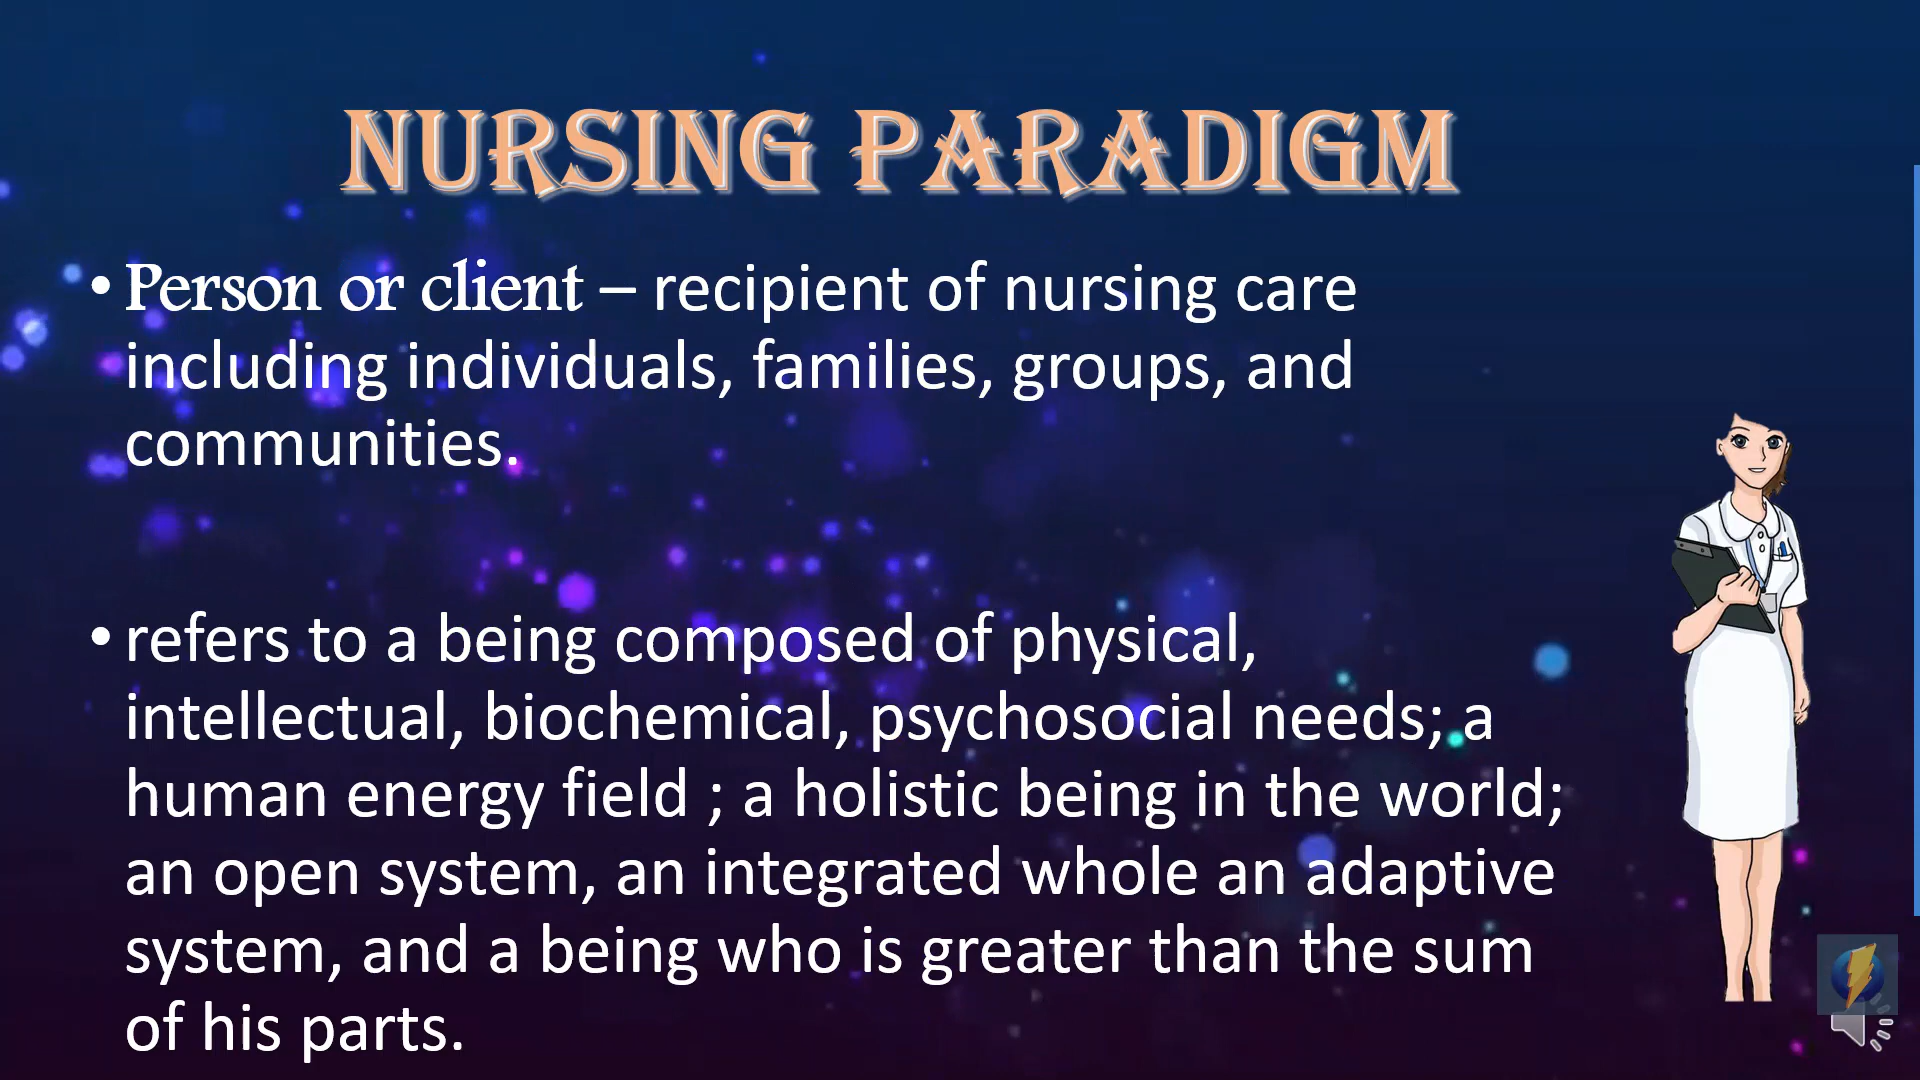 NURSING PARADIGM
• Person or client – recipient of nursing care
including individuals, families, groups, and
communities.
• refers to a being composed of physical,
intellectual, biochemical, psychosocial needs; a
human energy field ; a holistic being in the world;
an open system, an integrated whole an adaptive
system, and a being who is greater than the sum
of his parts.